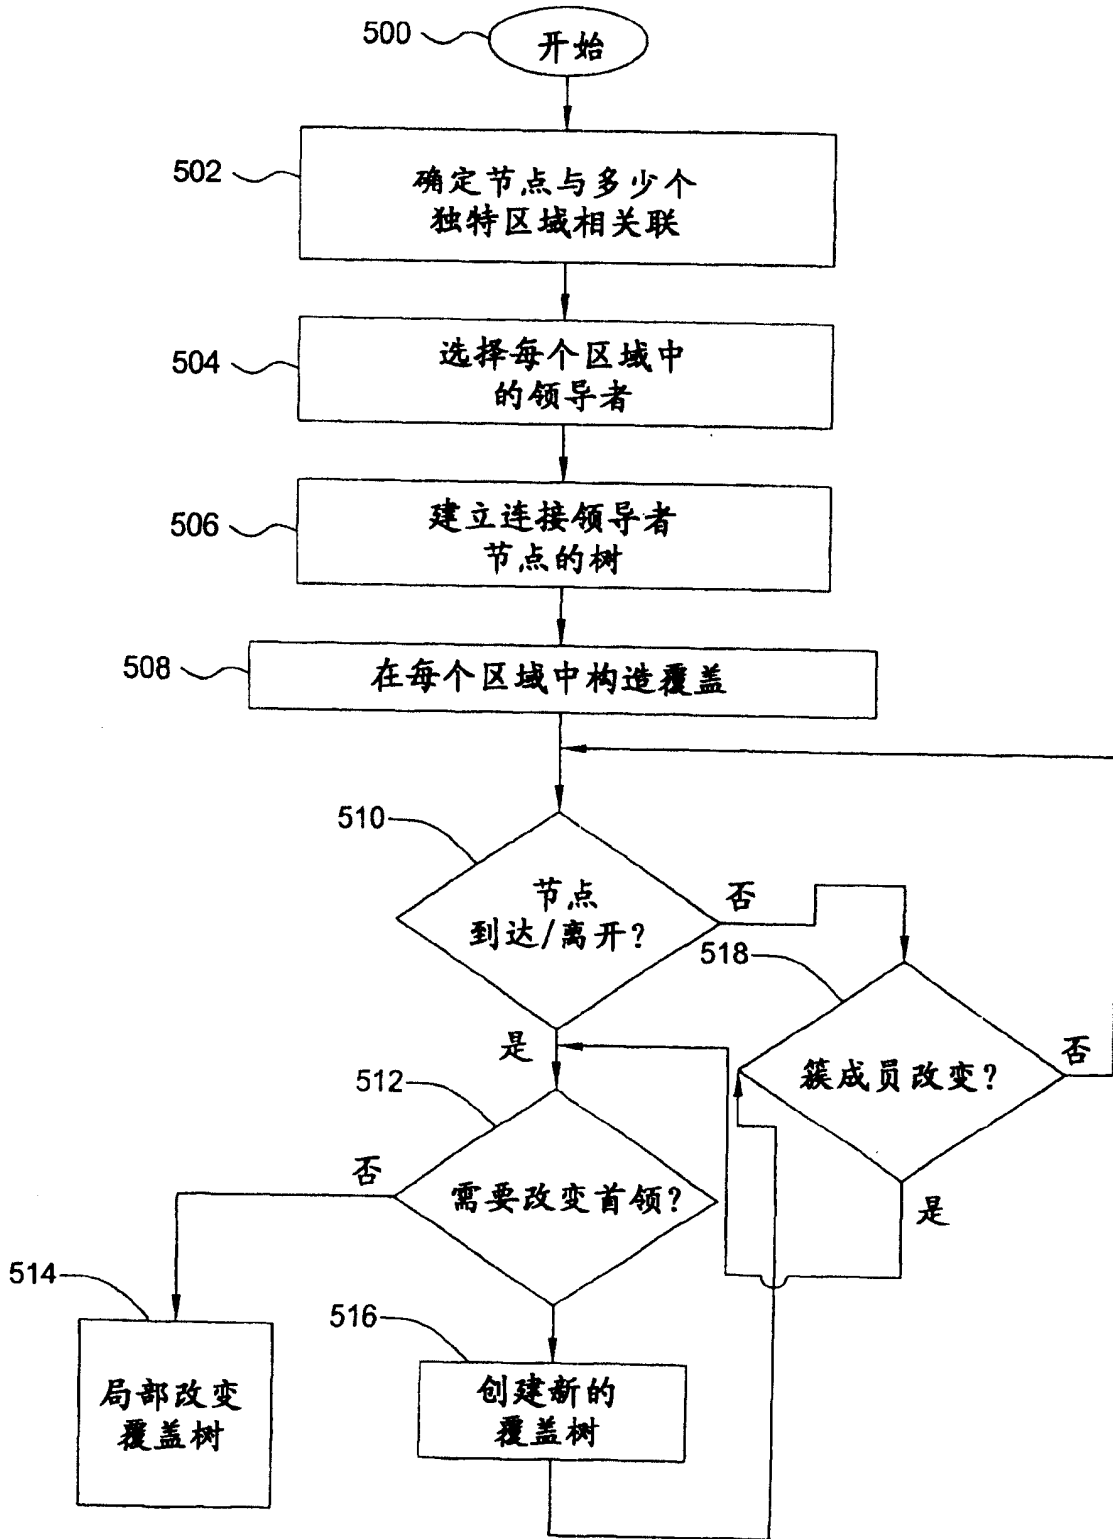 500
开始
502
确定节点与多少个
独特区域相关联
504
选择每个区域中
的领导者
506
建立连接领导者
节点的树
508
在每个区域中构造覆盖
510
节点
到达/离开?
否
518
簇成员改变?
否
是
是
512
需要改变首领?
否
514
局部改变
覆盖树
516
创建新的
覆盖树